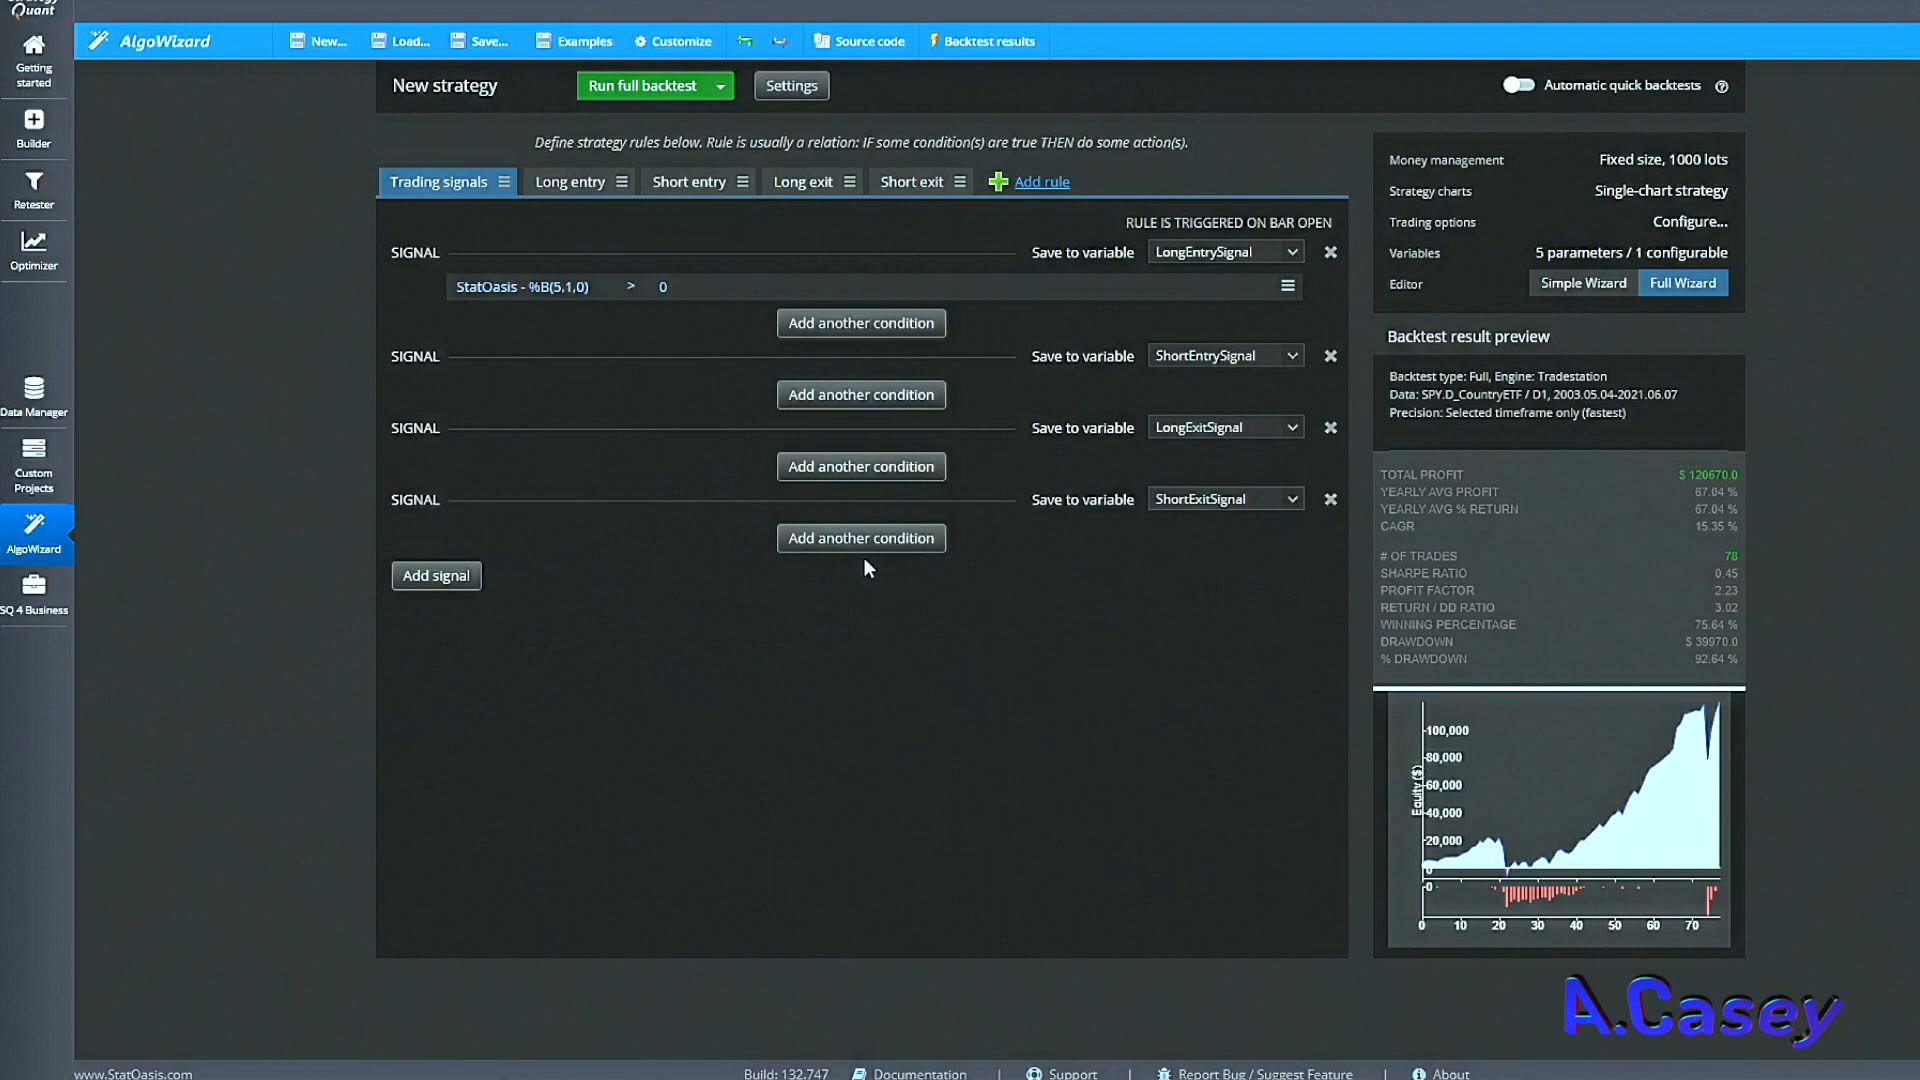 Quant
AlgoWizard
New...
Load...
Save...
Examples
Customize
Source code
Backtest results
Getting
started
Builder
Retester
Optimizer
Data Manager
Custom
Projects
AlgoWizard
SQ 4 Business
New strategy
Run full backtest
Settings
Automatic quick backtests
Define strategy rules below. Rule is usually a relation: IF some condition(s) are true THEN do some action(s).
Trading signals
Long entry
Short entry
Long exit
Short exit
Add rule
RULE IS TRIGGERED ON BAR OPEN
SIGNAL
Save to variable
LongEntrySignal
StatOasis - %B(5,1,0) > 0
Add another condition
SIGNAL
Save to variable
ShortEntrySignal
Add another condition
SIGNAL
Save to variable
LongExitSignal
Add another condition
SIGNAL
Save to variable
ShortExitSignal
Add another condition
Add signal
Money management Fixed size, 1000 lots
Strategy charts Single-chart strategy
Trading options Configure...
Variables 5 parameters / 1 configurable
Editor Simple Wizard Full Wizard
Backtest result preview
Backtest type: Full, Engine: Tradestation
Data: SPY.D_CountryETF / D1, 2003.05.04-2021.06.07
Precision: Selected timeframe only (fastest)
TOTAL PROFIT $ 120670.0
YEARLY AVG PROFIT 67.04 %
YEARLY AVG % RETURN 67.04 %
CAGR 15.35 %
# OF TRADES 78
SHARPE RATIO 0.45
PROFIT FACTOR 2.23
RETURN / DD RATIO 3.02
WINNING PERCENTAGE 75.64 %
DRAWDOWN $ 39970.0
% DRAWDOWN 92.64 %
Equity ($)
100,000
80,000
60,000
40,000
20,000
0
0
0 10 20 30 40 50 60 70
A.Casey
www.StatOasis.com
Build: 132.747
Documentation
Support
Report Bug / Suggest Feature
About